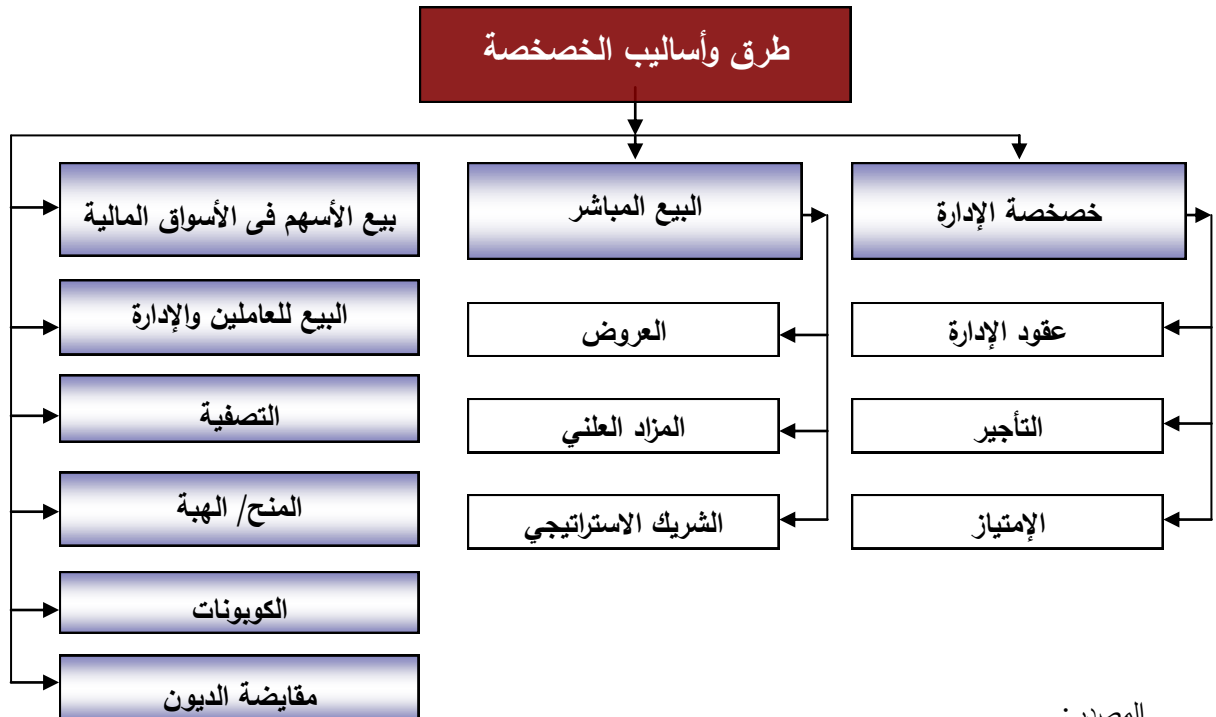 طرق وأساليب الخصخصة
خصخصة الإدارة
عقود الإدارة
التأجير
الإمتياز
البيع المباشر
العروض
المزاد العلني
الشريك الاستراتيجي
بيع الأسهم فى الأسواق المالية
البيع للعاملين والإدارة
التصفية
المنح/ الهبة
الكوبونات
مقايضة الديون
المصدر: